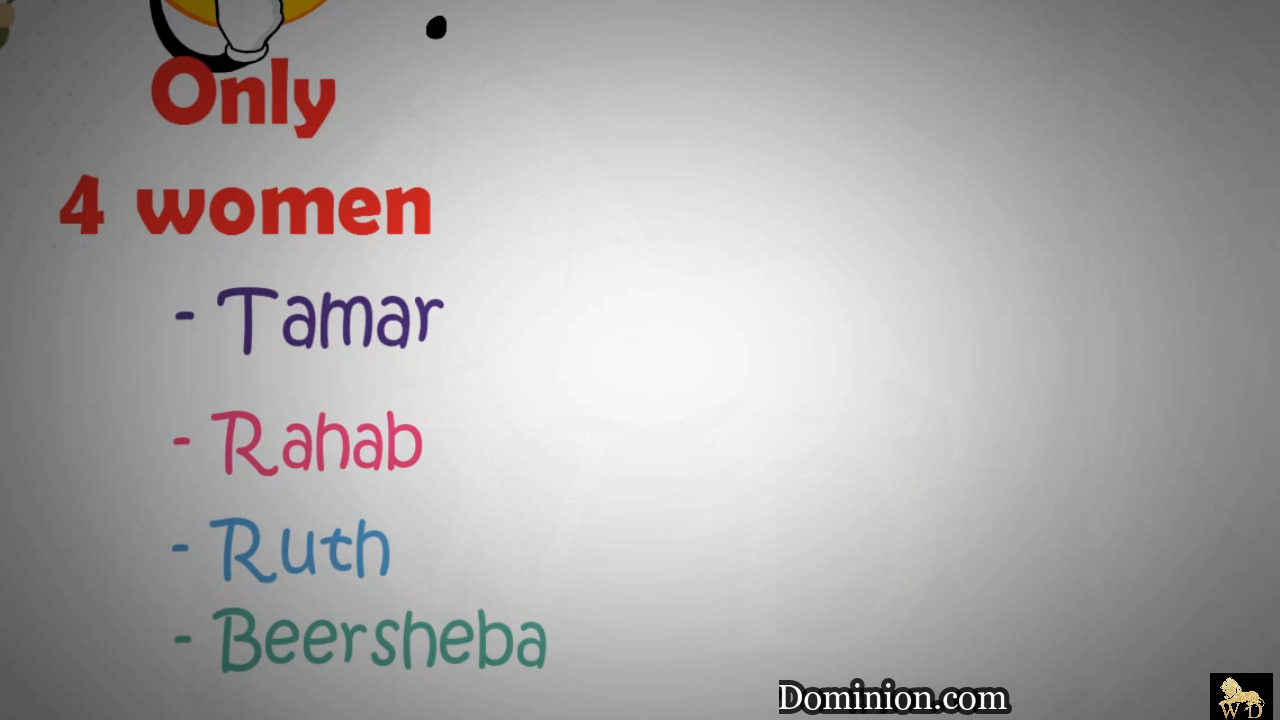 Only
4 women
- Tamar
- Rahab
- Ruth
- Beersheba
Dominion.com
W D